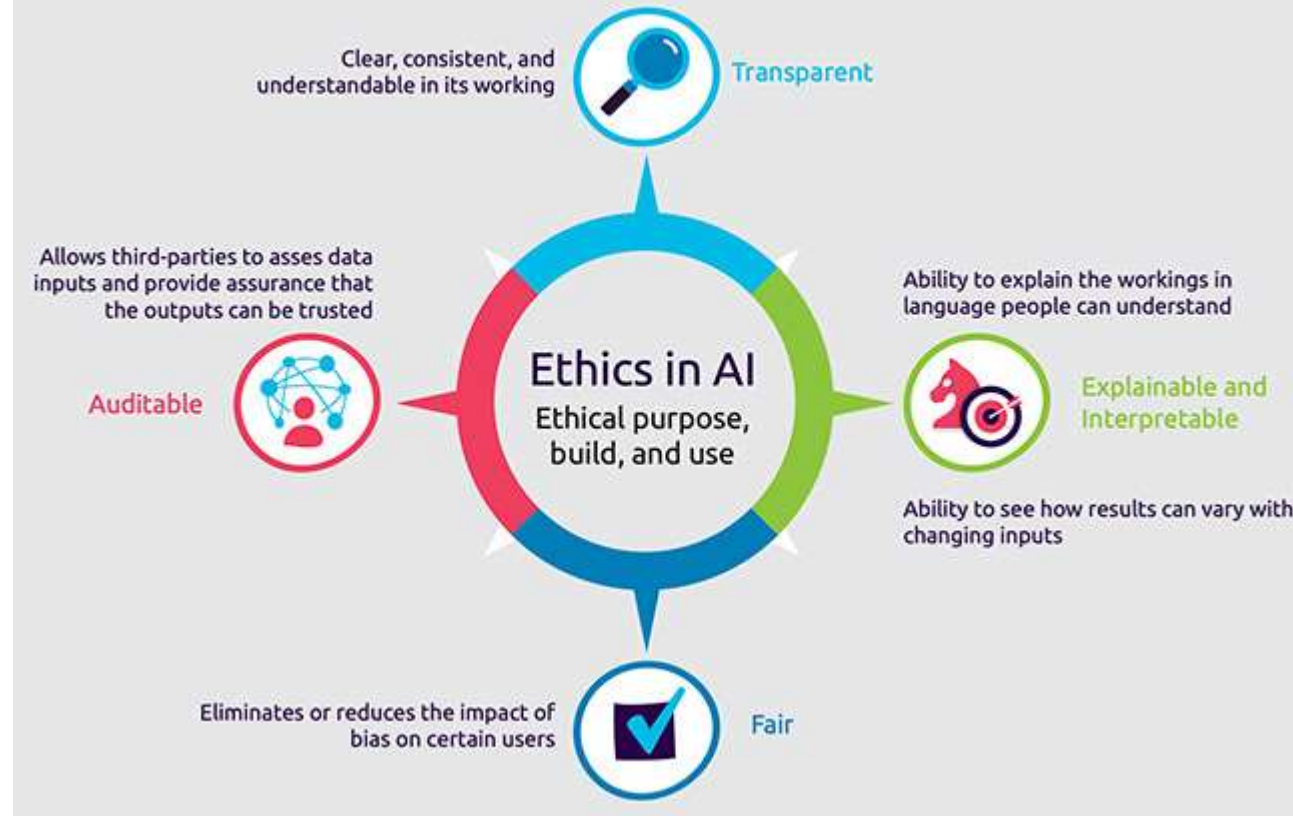 Clear, consistent, and
understandable in its working
Transparent
Allows third-parties to asses data
inputs and provide assurance that
the outputs can be trusted
Auditable
Ethics in AI
Ethical purpose,
build, and use
Ability to explain the workings in
language people can understand
Explainable and
Interpretable
Ability to see how results can vary with
changing inputs
Eliminates or reduces the impact of
bias on certain users
Fair